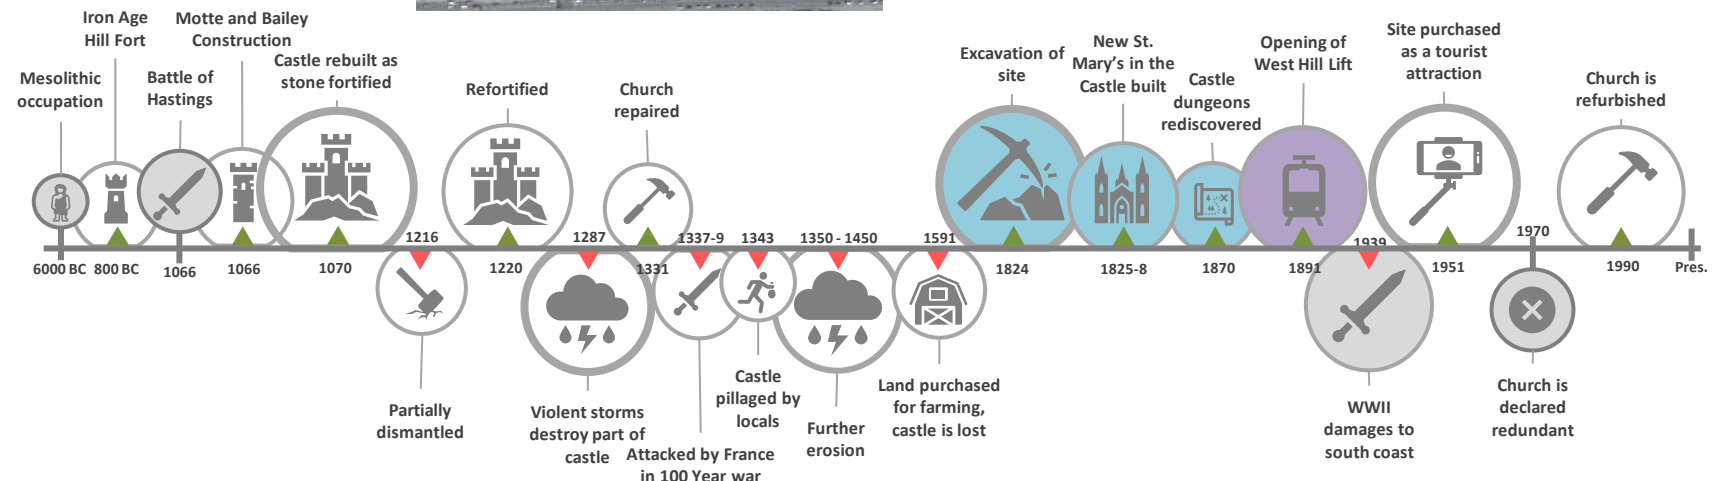 Mesolithic
occupation
6000 BC
Iron Age
Hill Fort
800 BC
Battle of
Hastings
1066
Motte and Bailey
Construction
1066
Castle rebuilt as
stone fortified
1070
1216
Partially
dismantled
Refortified
1220
1287
Violent storms
destroy part of
castle
Church
repaired
1331
1337-9
Attacked by France
in 100 Year war
1343
Castle
pillaged by
locals
1350 - 1450
Further
erosion
1591
Land purchased
for farming,
castle is lost
Excavation of
site
1824
New St.
Mary's in the
Castle built
1825-8
Castle
dungeons
rediscovered
1870
Opening of
West Hill Lift
1891
1939
WWII
damages to
south coast
Site purchased
as a tourist
attraction
1951
1970
Church is
declared
redundant
Church is
refurbished
1990
Pres.